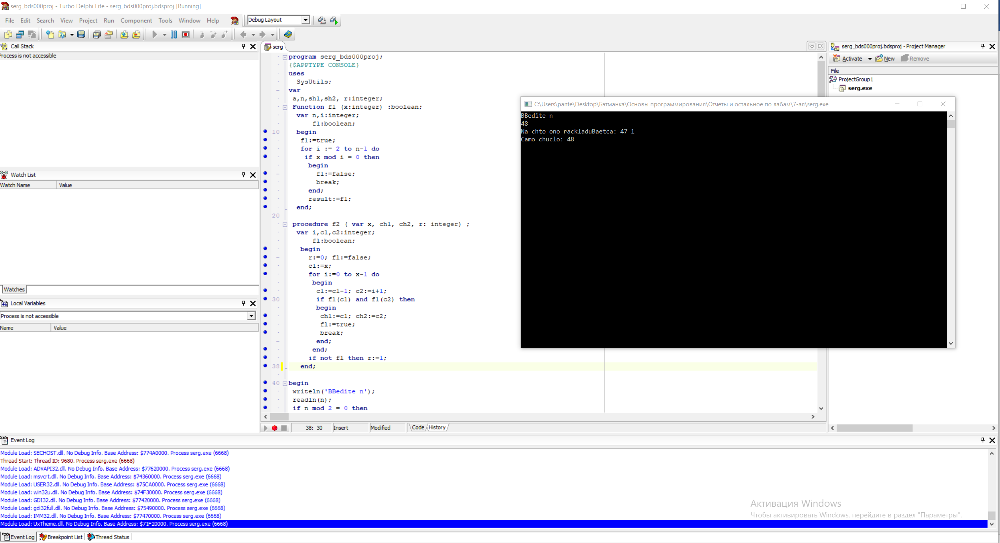 serg_bds000proj - Turbo Delphi Lite - serg_bds000proj.bdsproj [Running]
File Edit Search View Project Run Component Tools Window Help Debug Layout
Call Stack
Process is not accessible
Watch List
Watch Name Value
Watches
Local Variables
Process is not accessible
Name Value
serg
program serg_bds000proj;
{$APPTYPE CONSOLE}
uses
SysUtils;
var
a,n,sh1,sh2, r:integer;
Function f1 (x:integer) :boolean;
var n,i:integer;
fl:boolean;
10 begin
fl:=true;
for i := 2 to n-1 do
if x mod i = 0 then
begin
fl:=false;
break;
end;
result:=fl;
end;
20
procedure f2 ( var x, ch1, ch2, r: integer) ;
var i,c1,c2:integer;
fl:boolean;
begin
r:=0; fl:=false;
c1:=x;
for i:=0 to x-1 do
begin
c1:=c1-1; c2:=i+1;
30 if f1(c1) and f1(c2) then
begin
ch1:=c1; ch2:=c2;
fl:=true;
break;
end;
end;
if not fl then r:=1;
38 end;
40 begin
writeln('BBedite n');
readln(n);
if n mod 2 = 0 then
38: 30 Insert Modified Code History
C:\Users\pante\Desktop\Бэтманка\Основы программирования\Отчеты и остальное по лабам\7-ая\serg.exe
BBedite n
48
Na chto ono rackladuBaetca: 47 1
Camo chuclo: 48
serg_bds000proj.bdsproj - Project Manager
Activate New Remove
File
ProjectGroup1
serg.exe
Event Log
Module Load: SECHOST.dll. No Debug Info. Base Address: $774A0000. Process serg.exe (6668)
Thread Start: Thread ID: 9680. Process serg.exe (6668)
Module Load: ADVAPI32.dll. No Debug Info. Base Address: $77620000. Process serg.exe (6668)
Module Load: msvcrt.dll. No Debug Info. Base Address: $74360000. Process serg.exe (6668)
Module Load: USER32.dll. No Debug Info. Base Address: $75CA0000. Process serg.exe (6668)
Module Load: win32u.dll. No Debug Info. Base Address: $74F30000. Process serg.exe (6668)
Module Load: GDI32.dll. No Debug Info. Base Address: $77420000. Process serg.exe (6668)
Module Load: gdi32full.dll. No Debug Info. Base Address: $75490000. Process serg.exe (6668)
Module Load: IMM32.dll. No Debug Info. Base Address: $77470000. Process serg.exe (6668)
Module Load: UxTheme.dll. No Debug Info. Base Address: $71F20000. Process serg.exe (6668)
Активация Windows
Чтобы активировать Windows, перейдите в раздел "Параметры".
Event Log Breakpoint List Thread Status